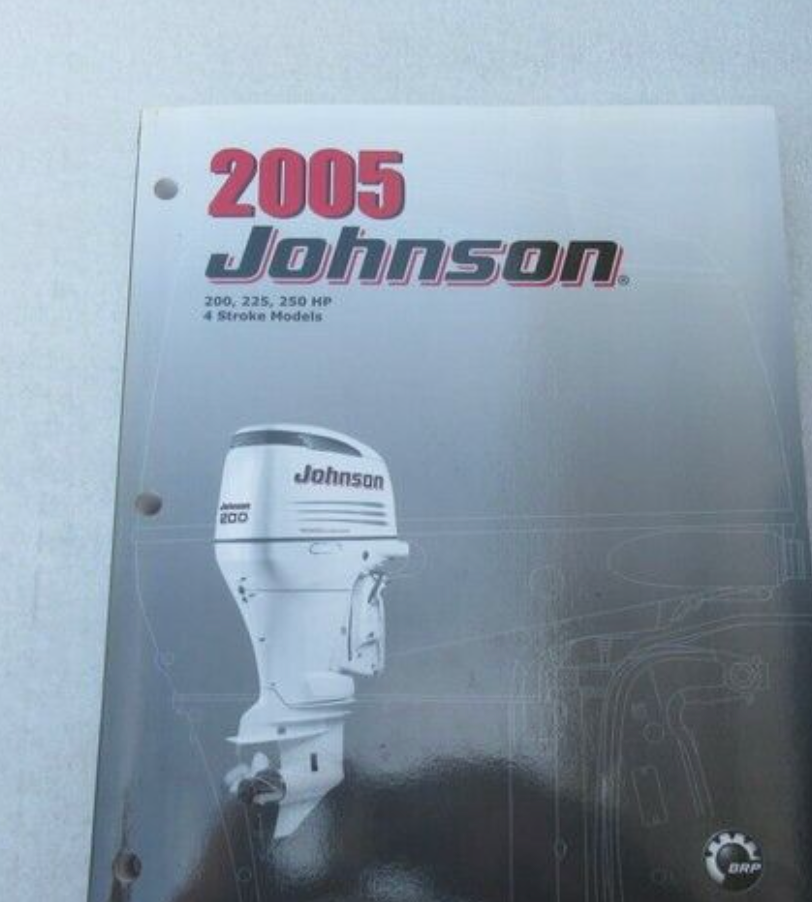 2005
Johnson®
200, 225, 250 HP
4 Stroke Models
Johnson
Johnson
200
BRP